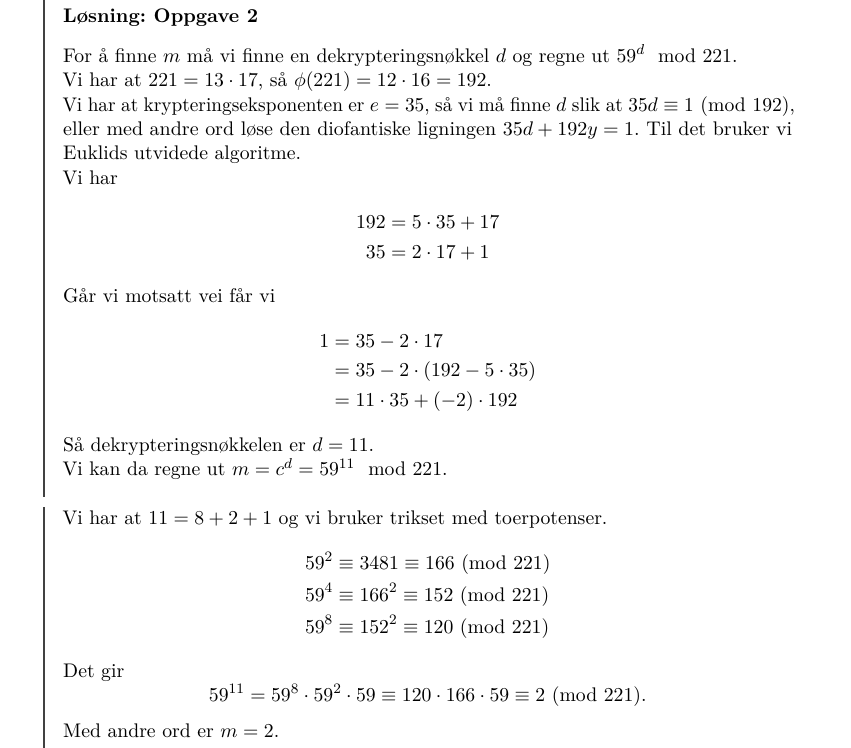 Løsning: Oppgave 2
For å finne m må vi finne en dekrypteringsnøkkel d og regne ut 59^d mod 221.
Vi har at 221 = 13 · 17, så ϕ(221) = 12 · 16 = 192.
Vi har at krypteringseksponenten er e = 35, så vi må finne d slik at 35d ≡ 1 (mod 192),
eller med andre ord løse den diofantiske ligningen 35d + 192y = 1. Til det bruker vi
Euklids utvidede algoritme.
Vi har
192 = 5 · 35 + 17
35 = 2 · 17 + 1
Går vi motsatt vei får vi
1 = 35 − 2 · 17
= 35 − 2 · (192 − 5 · 35)
= 11 · 35 + (−2) · 192
Så dekrypteringsnøkkelen er d = 11.
Vi kan da regne ut m = c^d = 59^11 mod 221.
Vi har at 11 = 8 + 2 + 1 og vi bruker trikset med toerpotenser.
59^2 ≡ 3481 ≡ 166 (mod 221)
59^4 ≡ 166^2 ≡ 152 (mod 221)
59^8 ≡ 152^2 ≡ 120 (mod 221)
Det gir
59^11 = 59^8 · 59^2 · 59 ≡ 120 · 166 · 59 ≡ 2 (mod 221).
Med andre ord er m = 2.